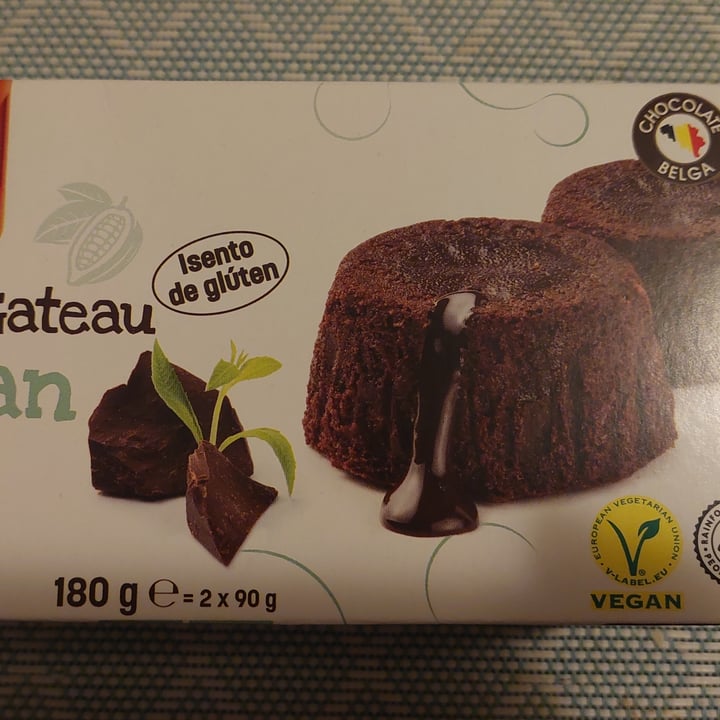 CHOCOLATE
BELGA
Isento
de glúten
Gateau
an
EUROPEAN VEGETARIAN UNION
V-LABEL.EU
VEGAN
180 g ℮ = 2 x 90 g